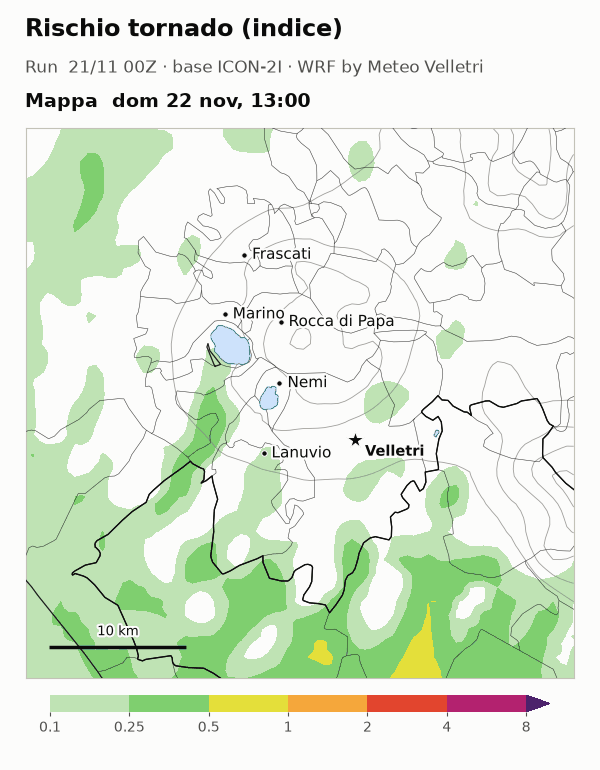 Rischio tornado (indice)
Run  21/11 00Z · base ICON-2I · WRF by Meteo Velletri
Mappa  dom 22 nov, 13:00
Frascati
Marino
Rocca di Papa
Nemi
Velletri
Lanuvio
10 km
0.1 0.25 0.5 1 2 4 8